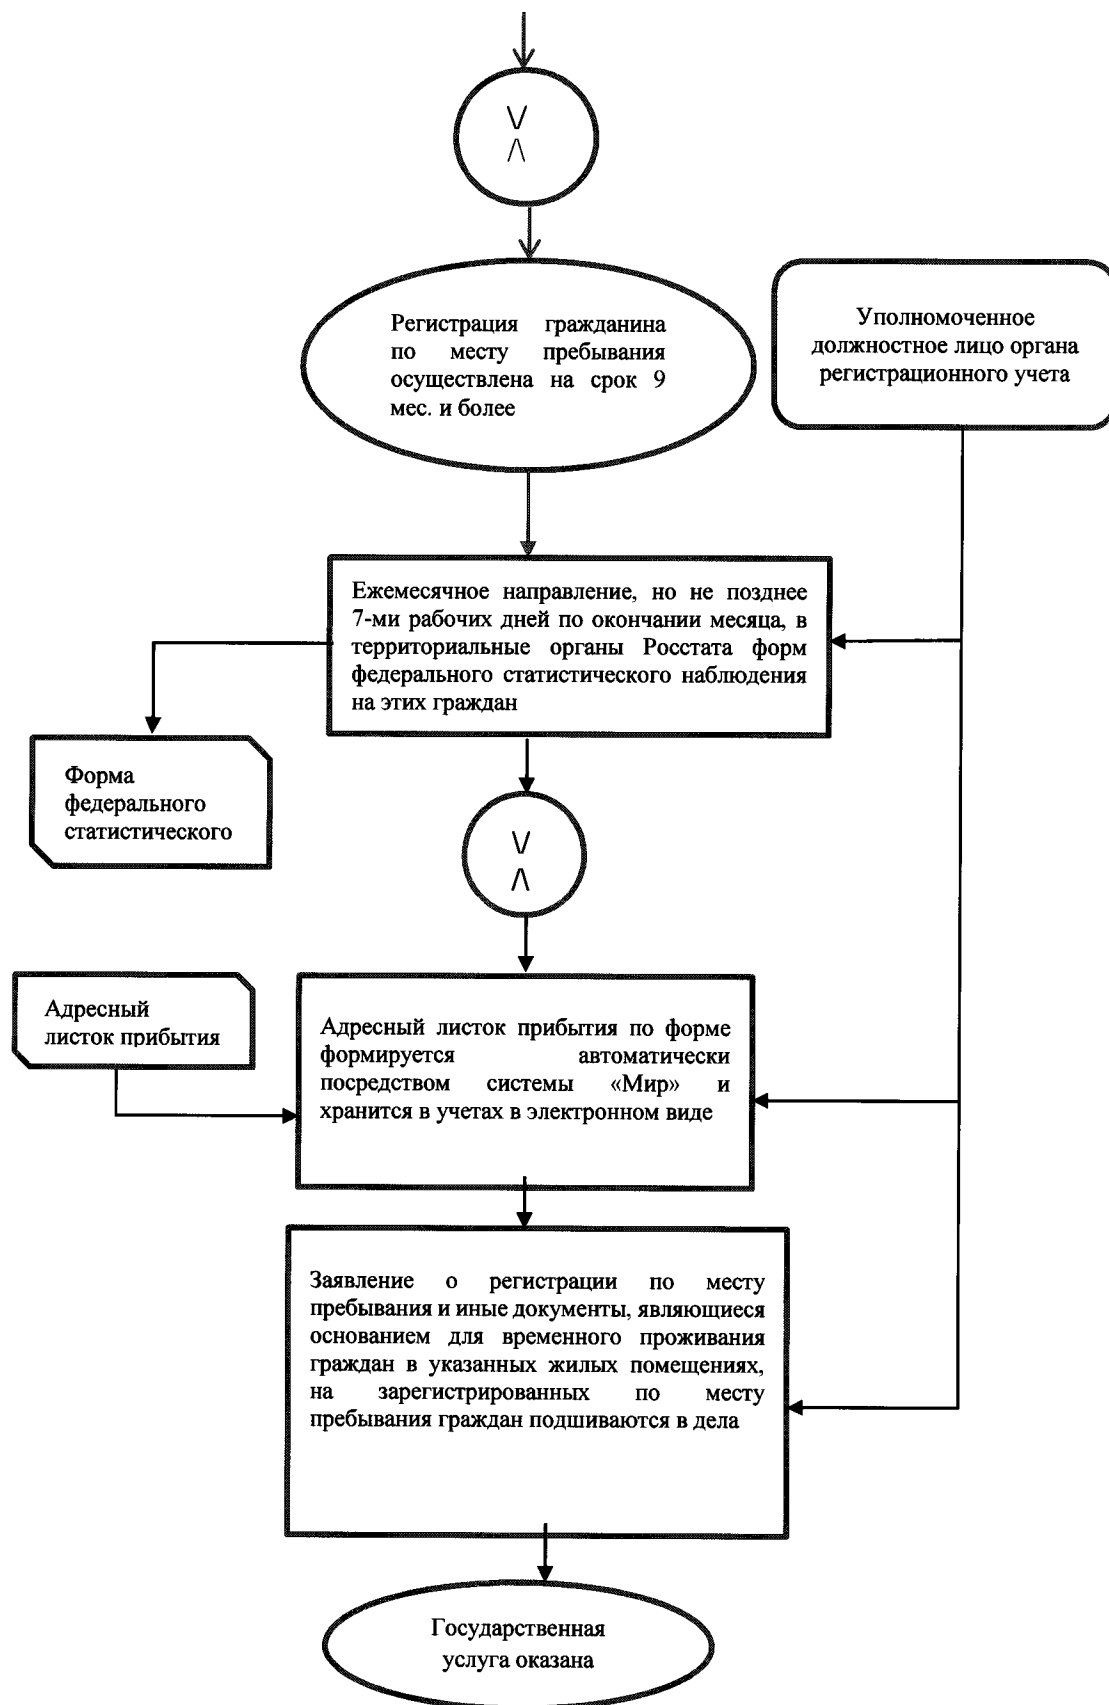 \/
/\
Регистрация гражданина
по месту пребывания
осуществлена на срок 9
мес. и более
Уполномоченное
должностное лицо органа
регистрационного учета
Ежемесячное направление, но не позднее
7-ми рабочих дней по окончании месяца, в
территориальные органы Росстата форм
федерального статистического наблюдения
на этих граждан
Форма
федерального
статистического
\/
/\
Адресный
листок прибытия
Адресный листок прибытия по форме
формируется автоматически
посредством системы «Мир» и
хранится в учетах в электронном виде
Заявление о регистрации по месту
пребывания и иные документы, являющиеся
основанием для временного проживания
граждан в указанных жилых помещениях,
на зарегистрированных по месту
пребывания граждан подшиваются в дела
Государственная
услуга оказана